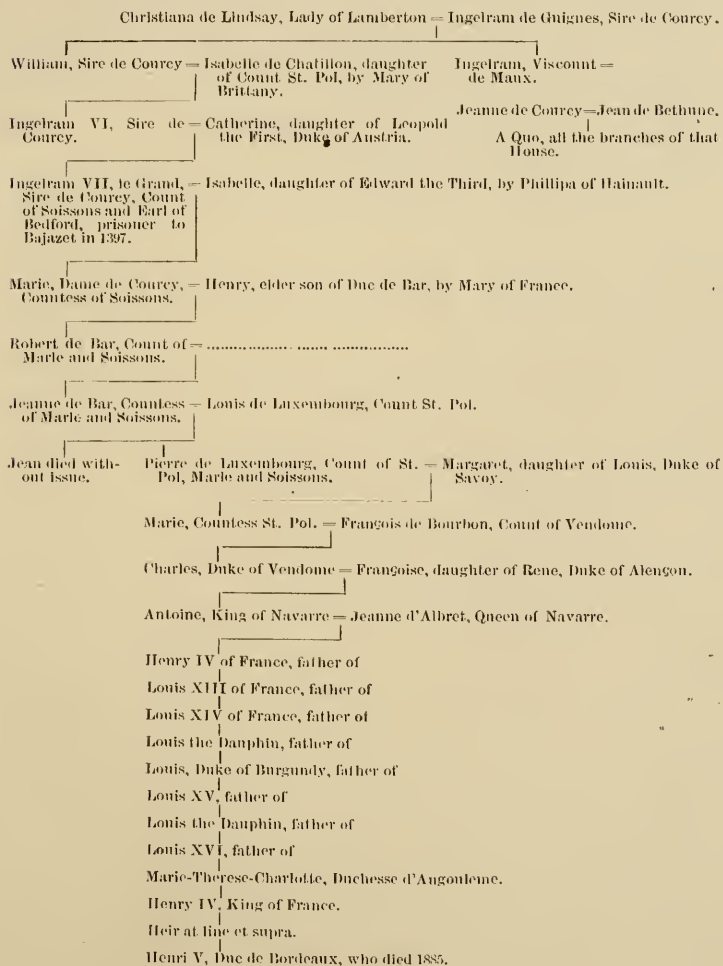 Christiana de Lindsay, Lady of Lamberton = Ingelram de Guignes, Sire de Courcy.
William, Sire de Courcy = Isabelle de Chatillon, daughter of Count St. Pol, by Mary of Brittany.
Ingelram, Viscount = de Maux.
Jeanne de Courcy = Jean de Bethune.
A Quo, all the branches of that House.
Ingelram VI, Sire de Courcy. = Catherine, daughter of Leopold the First, Duke of Austria.
Ingelram VII, le Grand, Sire de Courcy, Count of Soissons and Earl of Bedford, prisoner to Bajazet in 1397. = Isabelle, daughter of Edward the Third, by Phillipa of Hainault.
Marie, Dame de Courcy, Countess of Soissons. = Henry, elder son of Duc de Bar, by Mary of France.
Robert de Bar, Count of Marle and Soissons. = .....................................
Jeanne de Bar, Countess of Marle and Soissons. = Louis de Luxembourg, Count St. Pol.
Jean died without issue.
Pierre de Luxembourg, Count of St. Pol, Marle and Soissons. = Margaret, daughter of Louis, Duke of Savoy.
Marie, Countess St. Pol. = François de Bourbon, Count of Vendome.
Charles, Duke of Vendome = Françoise, daughter of Rene, Duke of Alençon.
Antoine, King of Navarre = Jeanne d'Albret, Queen of Navarre.
Henry IV of France, father of
Louis XIII of France, father of
Louis XIV of France, father of
Louis the Dauphin, father of
Louis, Duke of Burgundy, father of
Louis XV, father of
Louis the Dauphin, father of
Louis XVI, father of
Marie-Therese-Charlotte, Duchesse d'Angouleme.
Henry IV, King of France.
Heir at line et supra.
Henri V, Duc de Bordeaux, who died 1885.